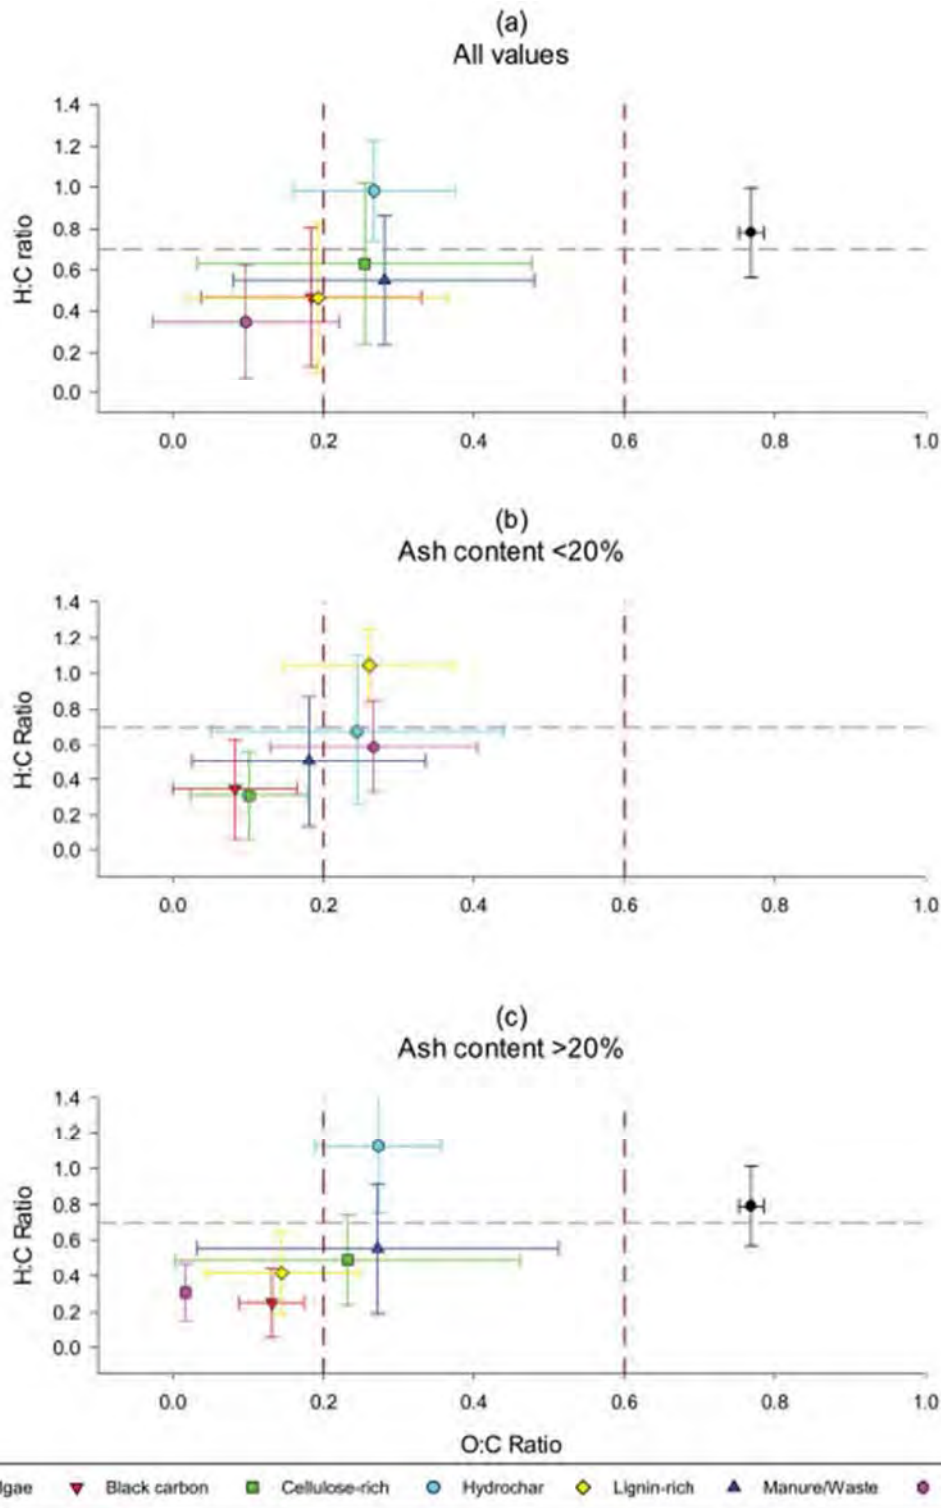 (a)
All values
1.4
1.2
1.0
0.8
0.6
0.4
0.2
0.0
H:C ratio
0.0 0.2 0.4 0.6 0.8 1.0
(b)
Ash content <20%
1.4
1.2
1.0
0.8
0.6
0.4
0.2
0.0
H:C Ratio
0.0 0.2 0.4 0.6 0.8 1.0
(c)
Ash content >20%
1.4
1.2
1.0
0.8
0.6
0.4
0.2
0.0
H:C Ratio
0.0 0.2 0.4 0.6 0.8 1.0
O:C Ratio
lgae Black carbon Cellulose-rich Hydrochar Lignin-rich Manure/Waste